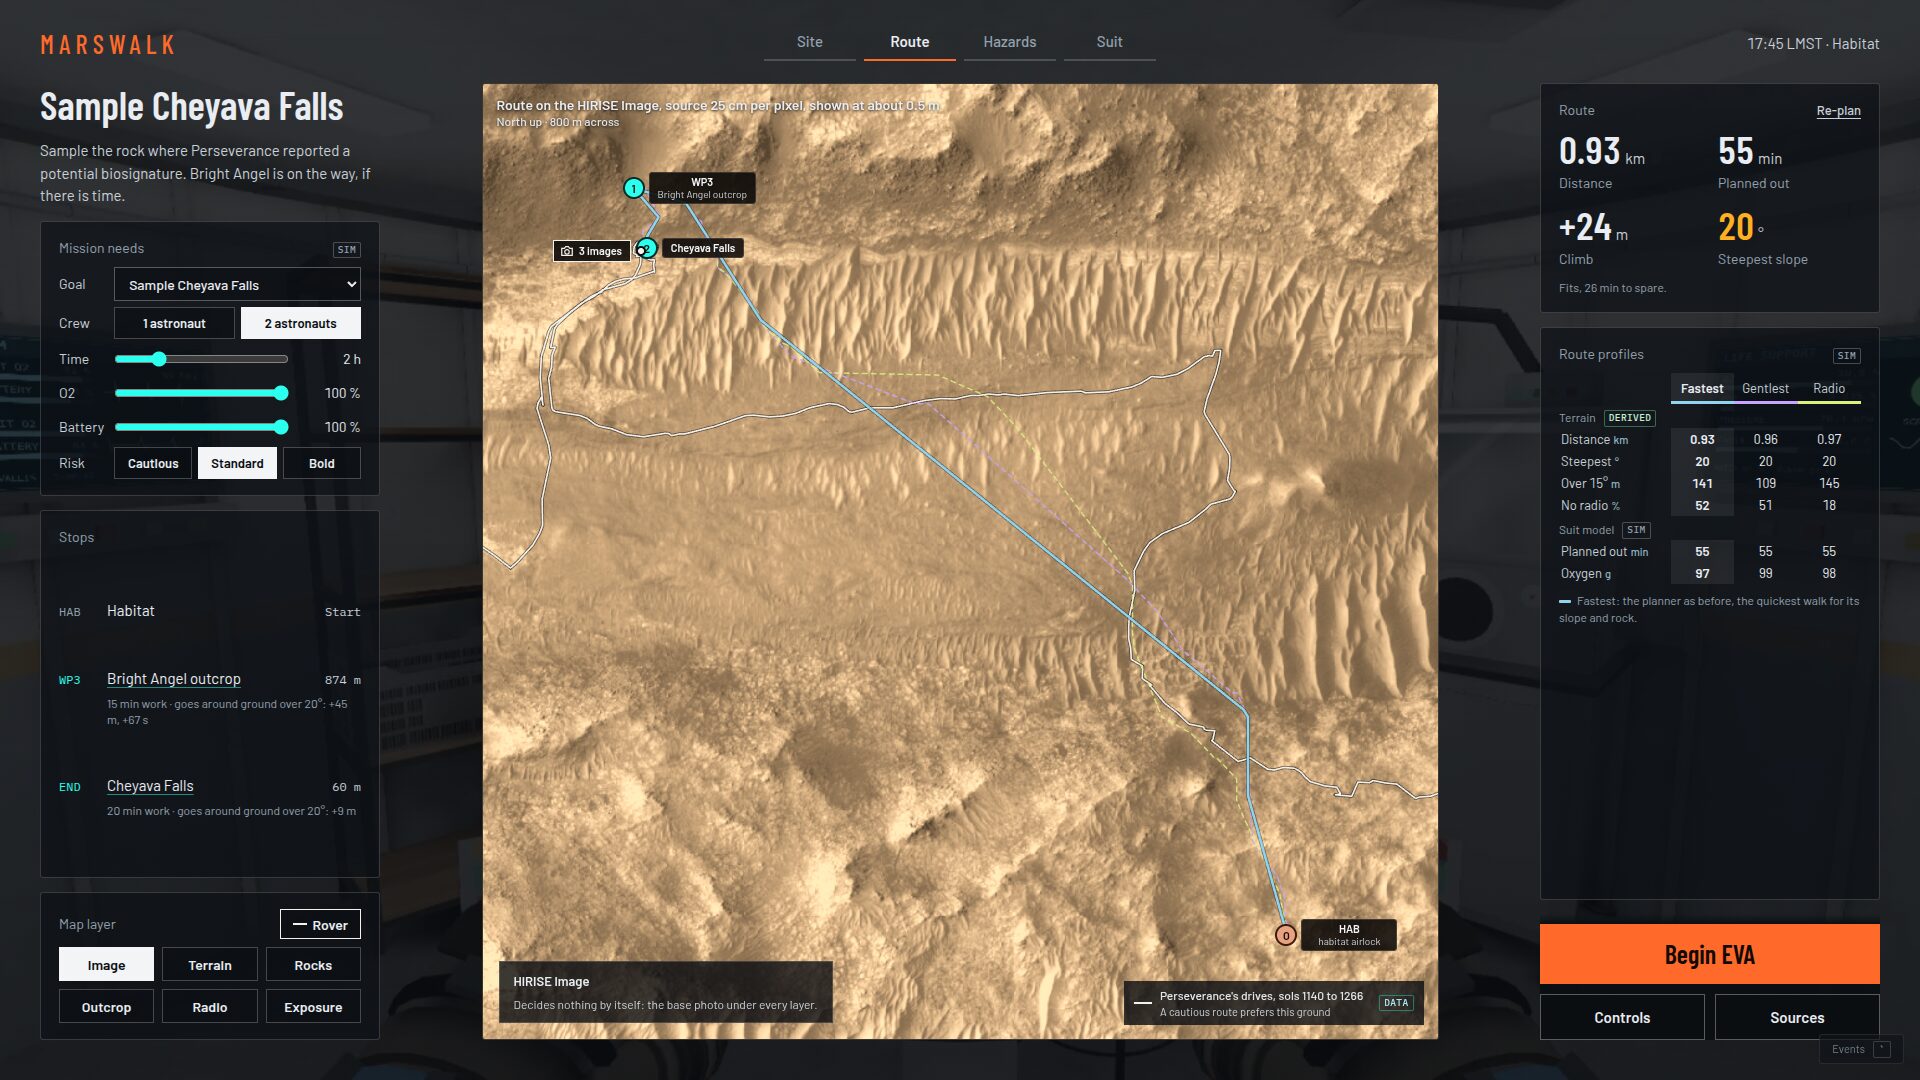 MARSWALK
Site
Route
Hazards
Suit
17:45 LMST · Habitat
Sample Cheyava Falls
Sample the rock where Perseverance reported a
potential biosignature. Bright Angel is on the way, if
there is time.
Mission needs
SIM
Goal
Sample Cheyava Falls
Crew
1 astronaut
2 astronauts
Time
2 h
O2
100 %
Battery
100 %
Risk
Cautious
Standard
Bold
Stops
HAB
Habitat
Start
WP3
Bright Angel outcrop
874 m
15 min work · goes around ground over 20°: +45
m, +67 s
END
Cheyava Falls
60 m
20 min work · goes around ground over 20°: +9 m
Map layer
Rover
Image
Terrain
Rocks
Outcrop
Radio
Exposure
Route on the HIRISE Image, source 25 cm per pixel, shown at about 0.5 m
North up · 800 m across
1
WP3
Bright Angel outcrop
3 images
2
Cheyava Falls
0
HAB
habitat airlock
HIRISE Image
Decides nothing by itself: the base photo under every layer.
Perseverance's drives, sols 1140 to 1266
A cautious route prefers this ground
DATA
Route
Re-plan
0.93 km
Distance
55 min
Planned out
+24 m
Climb
20 °
Steepest slope
Fits, 26 min to spare.
Route profiles
SIM
Fastest
Gentlest
Radio
Terrain DERIVED
Distance km 0.93 0.96 0.97
Steepest ° 20 20 20
Over 15° m 141 109 145
No radio % 52 51 18
Suit model SIM
Planned out min 55 55 55
Oxygen g 97 99 98
Fastest: the planner as before, the quickest walk for its
slope and rock.
Begin EVA
Controls
Sources
Events `